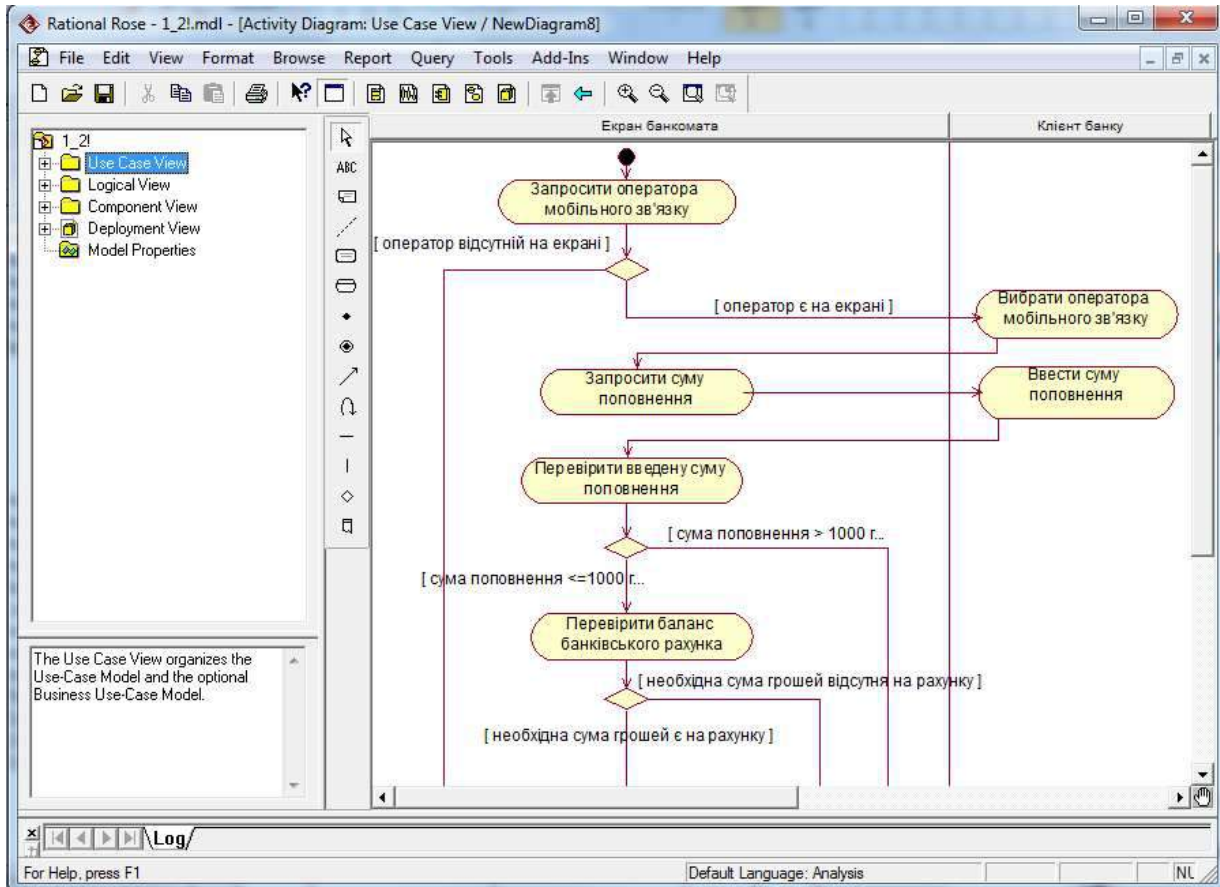 Rational Rose - 1_2!.mdl - [Activity Diagram: Use Case View / NewDiagram8]
File Edit View Format Browse Report Query Tools Add-Ins Window Help
1_2!
Use Case View
Logical View
Component View
Deployment View
Model Properties
The Use Case View organizes the
Use-Case Model and the optional
Business Use-Case Model.
ABC
Екран банкомата
Клієнт банку
Запросити оператора
мобільного зв'язку
[ оператор відсутній на екрані ]
[ оператор є на екрані ]
Вибрати оператора
мобільного зв'язку
Запросити суму
поповнення
Ввести суму
поповнення
Перевірити введену суму
поповнення
[ сума поповнення > 1000 г...
[ сума поповнення <=1000 г...
Перевірити баланс
банківського рахунка
[ необхідна сума грошей відсутня на рахунку ]
[ необхідна сума грошей є на рахунку ]
Log
For Help, press F1
Default Language: Analysis
NU